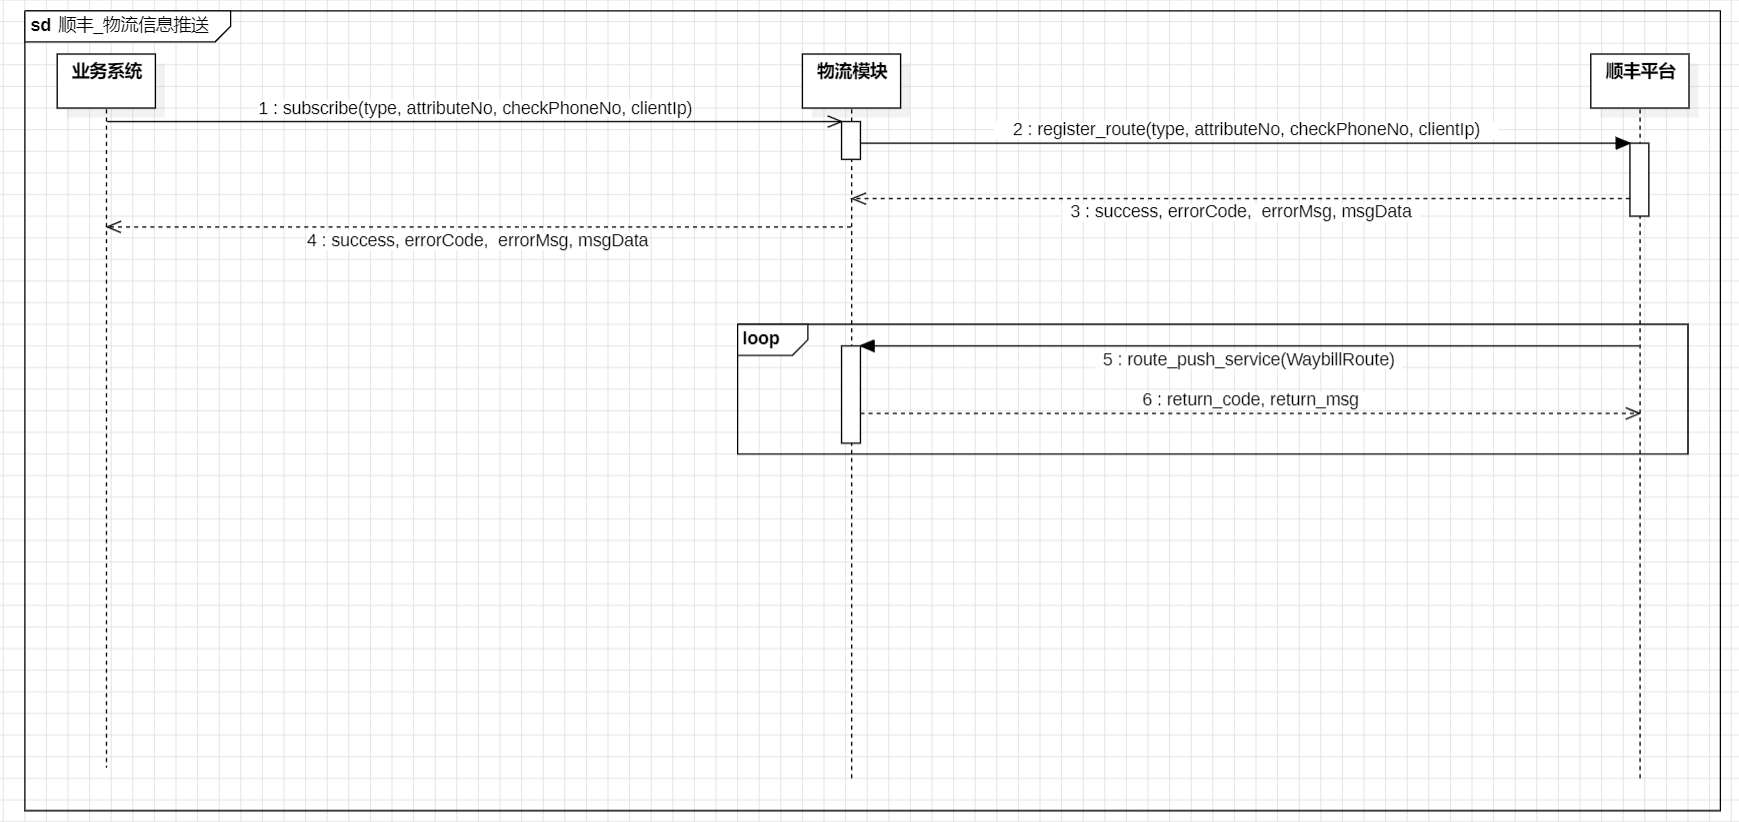 sd 顺丰_物流信息推送
业务系统
物流模块
顺丰平台
1 : subscribe(type, attributeNo, checkPhoneNo, clientIp)
2 : register_route(type, attributeNo, checkPhoneNo, clientIp)
3 : success, errorCode,  errorMsg, msgData
4 : success, errorCode,  errorMsg, msgData
loop
5 : route_push_service(WaybillRoute)
6 : return_code, return_msg